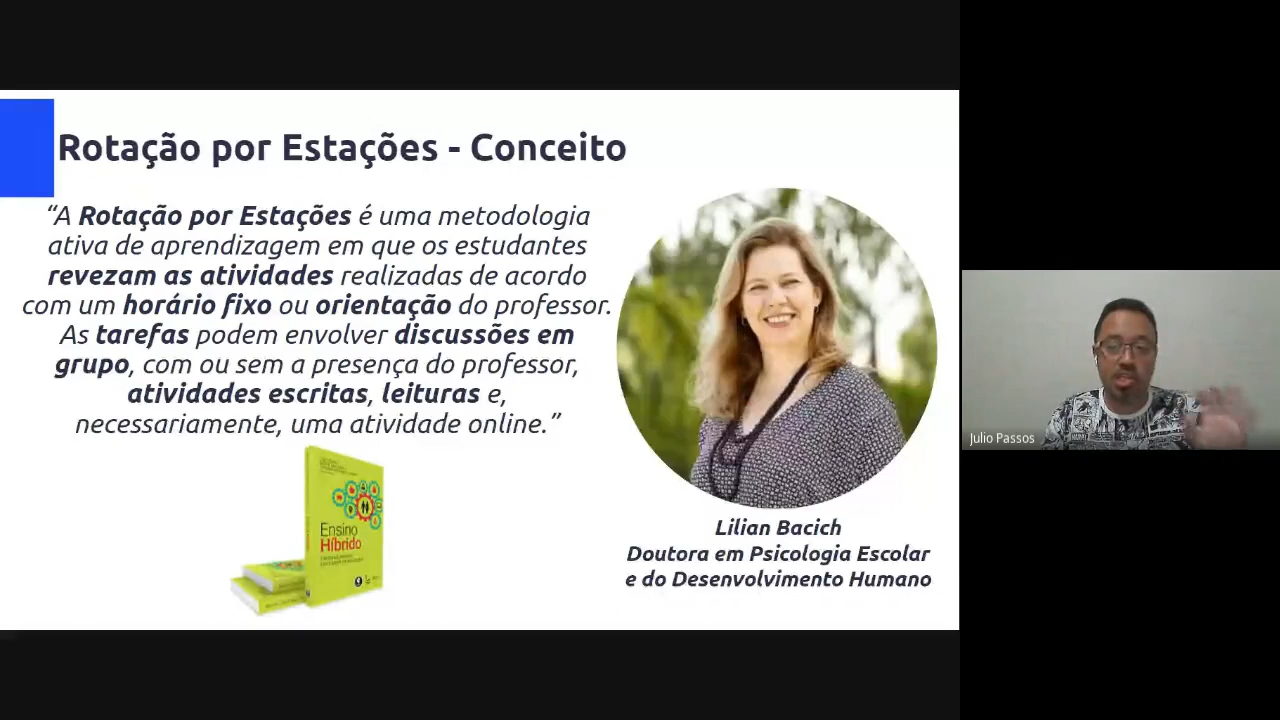 Rotação por Estações - Conceito
“A Rotação por Estações é uma metodologia
ativa de aprendizagem em que os estudantes
revezam as atividades realizadas de acordo
com um horário fixo ou orientação do professor.
As tarefas podem envolver discussões em
grupo, com ou sem a presença do professor,
atividades escritas, leituras e,
necessariamente, uma atividade online.”
Ensino
Híbrido
Lilian Bacich
Doutora em Psicologia Escolar
e do Desenvolvimento Humano
Julio Passos